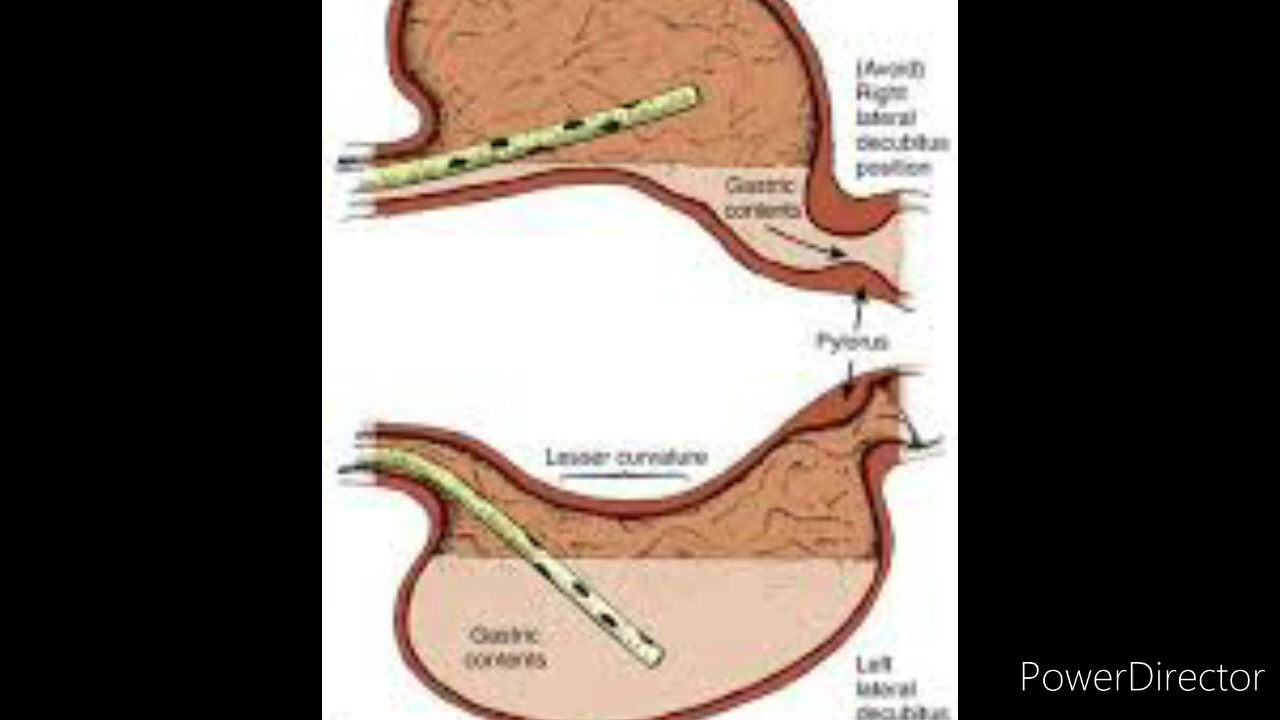 (Avoid)
Right
lateral
decubitus
position
Gastric
contents
Pylorus
Lesser curvature
Gastric
contents
Left
lateral
decubitus
PowerDirector